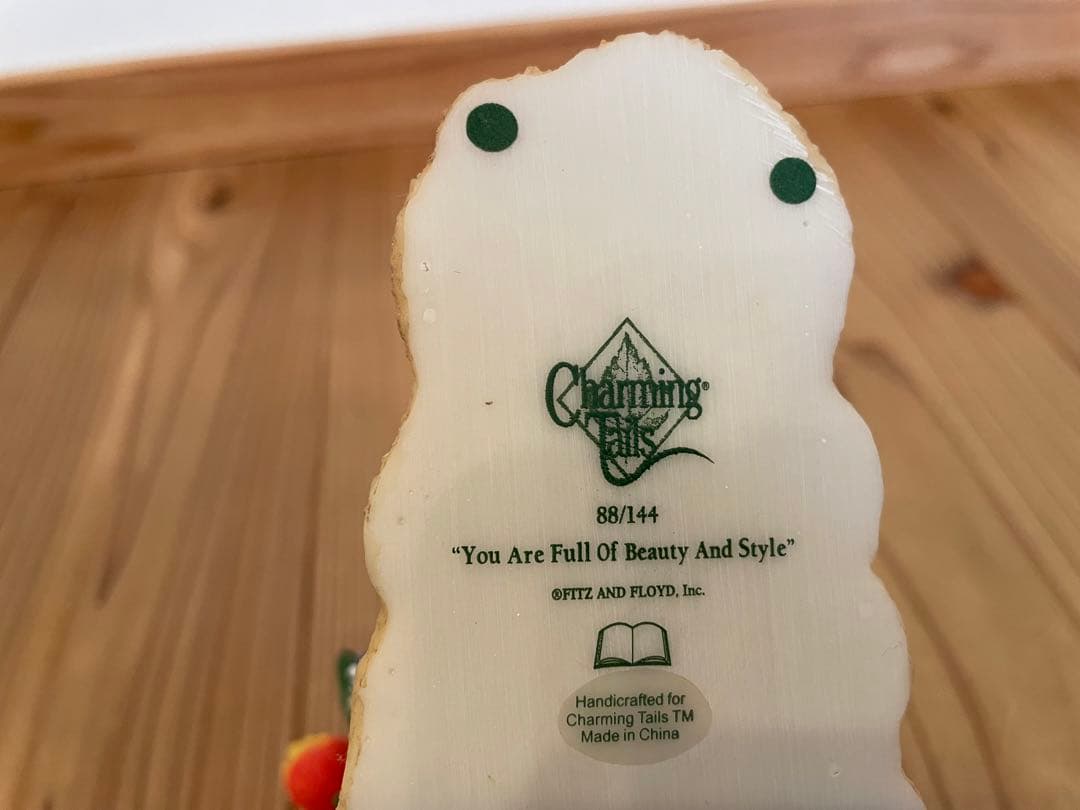 Charming®
Tails
88/144
“You Are Full Of Beauty And Style”
®FITZ AND FLOYD, Inc.
Handicrafted for
Charming Tails TM
Made in China